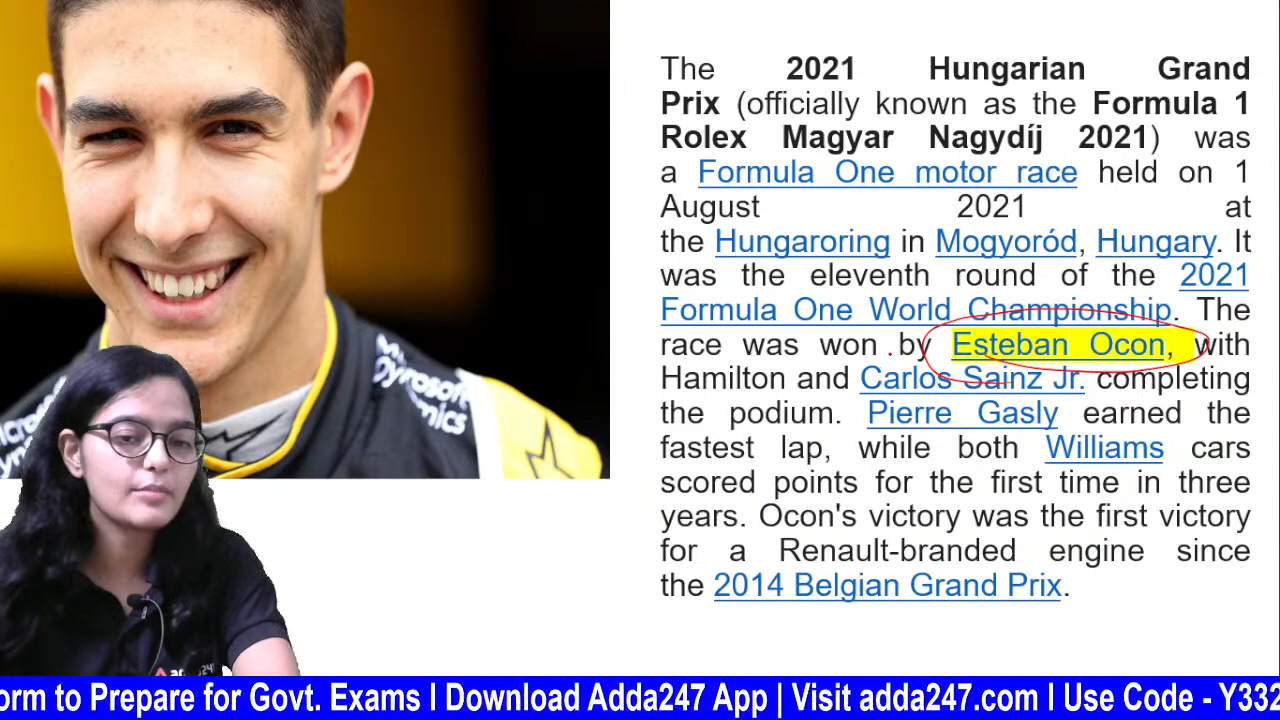 The 2021 Hungarian Grand
Prix (officially known as the Formula 1
Rolex Magyar Nagydíj 2021) was
a Formula One motor race held on 1
August 2021 at
the Hungaroring in Mogyoród, Hungary. It
was the eleventh round of the 2021
Formula One World Championship. The
race was won by Esteban Ocon, with
Hamilton and Carlos Sainz Jr. completing
the podium. Pierre Gasly earned the
fastest lap, while both Williams cars
scored points for the first time in three
years. Ocon's victory was the first victory
for a Renault-branded engine since
the 2014 Belgian Grand Prix.
orm to Prepare for Govt. Exams I Download Adda247 App | Visit adda247.com I Use Code - Y332